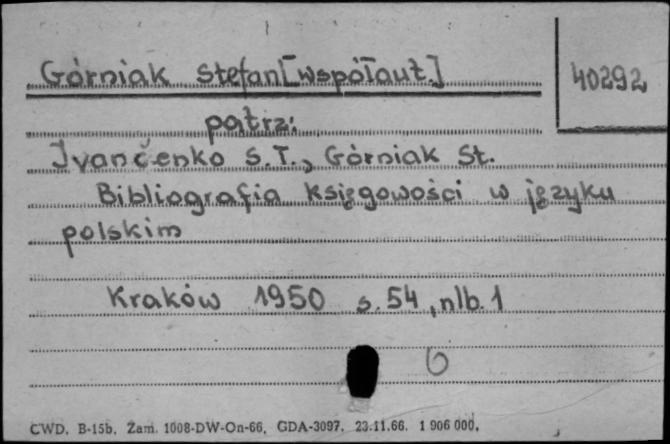 Górniak Stefan [współaut.]
40292
patrz:
Ivančenko S.T., Górniak St.
Bibliografia księgowości w języku
polskim
Kraków 1950 s. 54, nlb. 1
6
CWD. B-15b. Zam. 1008-DW-On-66, GDA-3097. 23.11.66. 1 906 000.